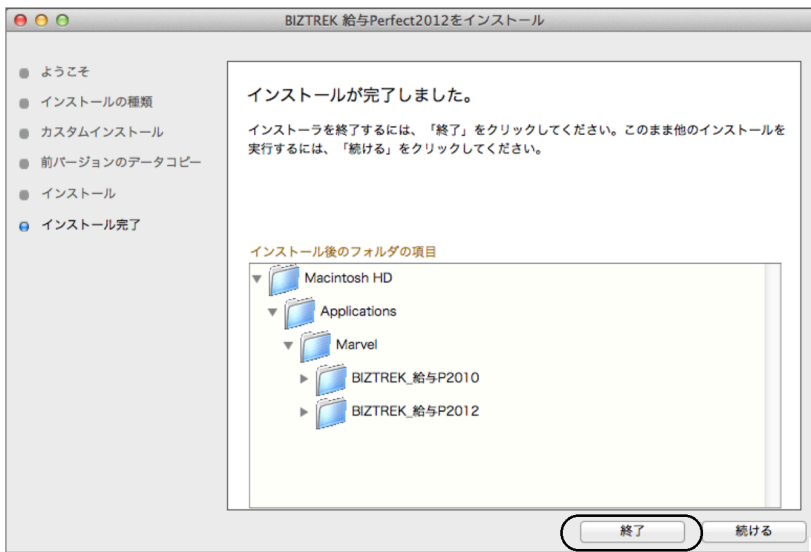 BIZTREK 給与Perfect2012をインストール
ようこそ
インストールの種類
カスタムインストール
前バージョンのデータコピー
インストール
インストール完了
インストールが完了しました。
インストーラを終了するには、「終了」をクリックしてください。このまま他のインストールを
実行するには、「続ける」をクリックしてください。
インストール後のフォルダの項目
Macintosh HD
Applications
Marvel
BIZTREK_給与P2010
BIZTREK_給与P2012
終了
続ける